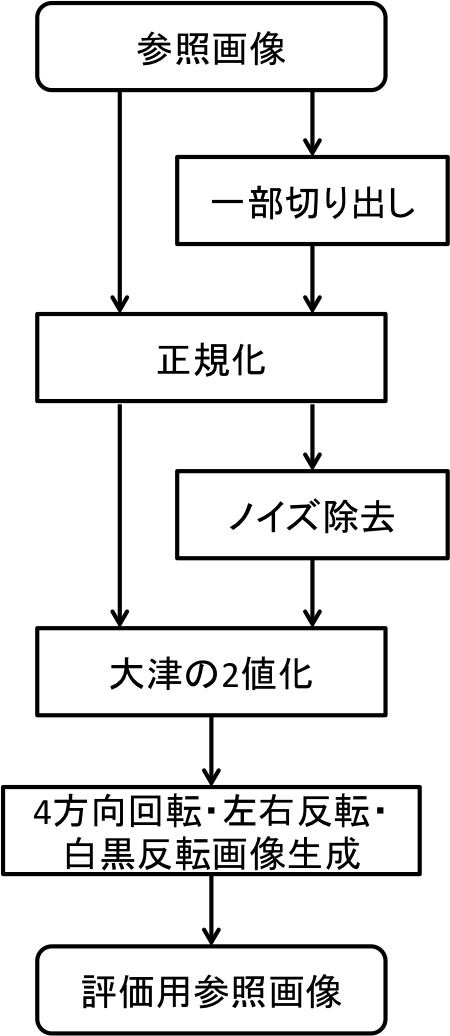 参照画像
一部切り出し
正規化
ノイズ除去
大津の2値化
4方向回転・左右反転・
白黒反転画像生成
評価用参照画像